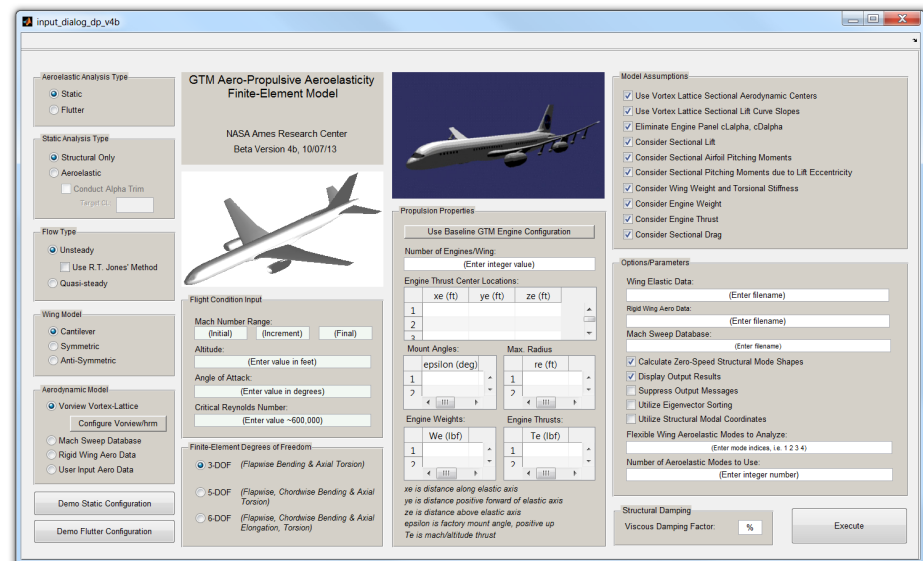 input_dialog_dp_v4b
Aeroelastic Analysis Type
Static
Flutter
Static Analysis Type
Structural Only
Aeroelastic
Conduct Alpha Trim
Target CL:
Flow Type
Unsteady
Use R.T. Jones' Method
Quasi-steady
Wing Model
Cantilever
Symmetric
Anti-Symmetric
Aerodynamic Model
Vorview Vortex-Lattice
Configure Vorview/hrm
Mach Sweep Database
Rigid Wing Aero Data
User Input Aero Data
Demo Static Configuration
Demo Flutter Configuration
GTM Aero-Propulsive Aeroelasticity
Finite-Element Model
NASA Ames Research Center
Beta Version 4b, 10/07/13
Flight Condition Input
Mach Number Range:
(Initial) (Increment) (Final)
Altitude:
(Enter value in feet)
Angle of Attack:
(Enter value in degrees)
Critical Reynolds Number:
(Enter value ~600,000)
Finite-Element Degrees of Freedom
3-DOF (Flapwise Bending & Axial Torsion)
5-DOF (Flapwise, Chordwise Bending & Axial
Torsion)
6-DOF (Flapwise, Chordwise Bending & Axial
Elongation, Torsion)
Propulsion Properties
Use Baseline GTM Engine Configuration
Number of Engines/Wing:
(Enter integer value)
Engine Thrust Center Locations:
xe (ft) ye (ft) ze (ft)
1
2
3
Mount Angles: Max. Radius
epsilon (deg) re (ft)
1 1
2 2
Engine Weights: Engine Thrusts:
We (lbf) Te (lbf)
1 1
2 2
xe is distance along elastic axis
ye is distance positive forward of elastic axis
ze is distance above elastic axis
epsilon is factory mount angle, positive up
Te is mach/altitude thrust
Model Assumptions
Use Vortex Lattice Sectional Aerodynamic Centers
Use Vortex Lattice Sectional Lift Curve Slopes
Eliminate Engine Panel cLalpha, cDalpha
Consider Sectional Lift
Consider Sectional Airfoil Pitching Moments
Consider Sectional Pitching Moments due to Lift Eccentricity
Consider Wing Weight and Torsional Stiffness
Consider Engine Weight
Consider Engine Thrust
Consider Sectional Drag
Options/Parameters
Wing Elastic Data:
(Enter filename)
Rigid Wing Aero Data:
(Enter filename)
Mach Sweep Database:
(Enter filename)
Calculate Zero-Speed Structural Mode Shapes
Display Output Results
Suppress Output Messages
Utilize Eigenvector Sorting
Utilize Structural Modal Coordinates
Flexible Wing Aeroelastic Modes to Analyze:
(Enter mode indices, i.e. 1 2 3 4)
Number of Aeroelastic Modes to Use:
(Enter integer number)
Structural Damping
Viscous Damping Factor: %
Execute